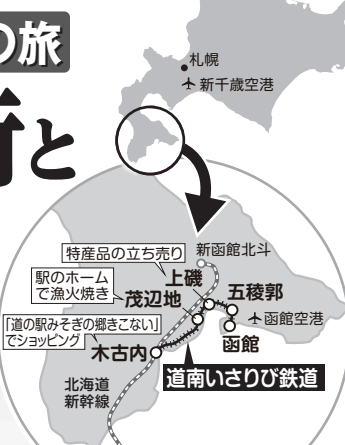 の旅
と
札幌
新千歳空港
特産品の立ち売り
新函館北斗
上磯
駅のホーム
で漁火焼き
茂辺地
五稜郭
函館空港
「道の駅みそぎの郷きこない」
でショッピング
函館
木古内
道南いさりび鉄道
北海道
新幹線